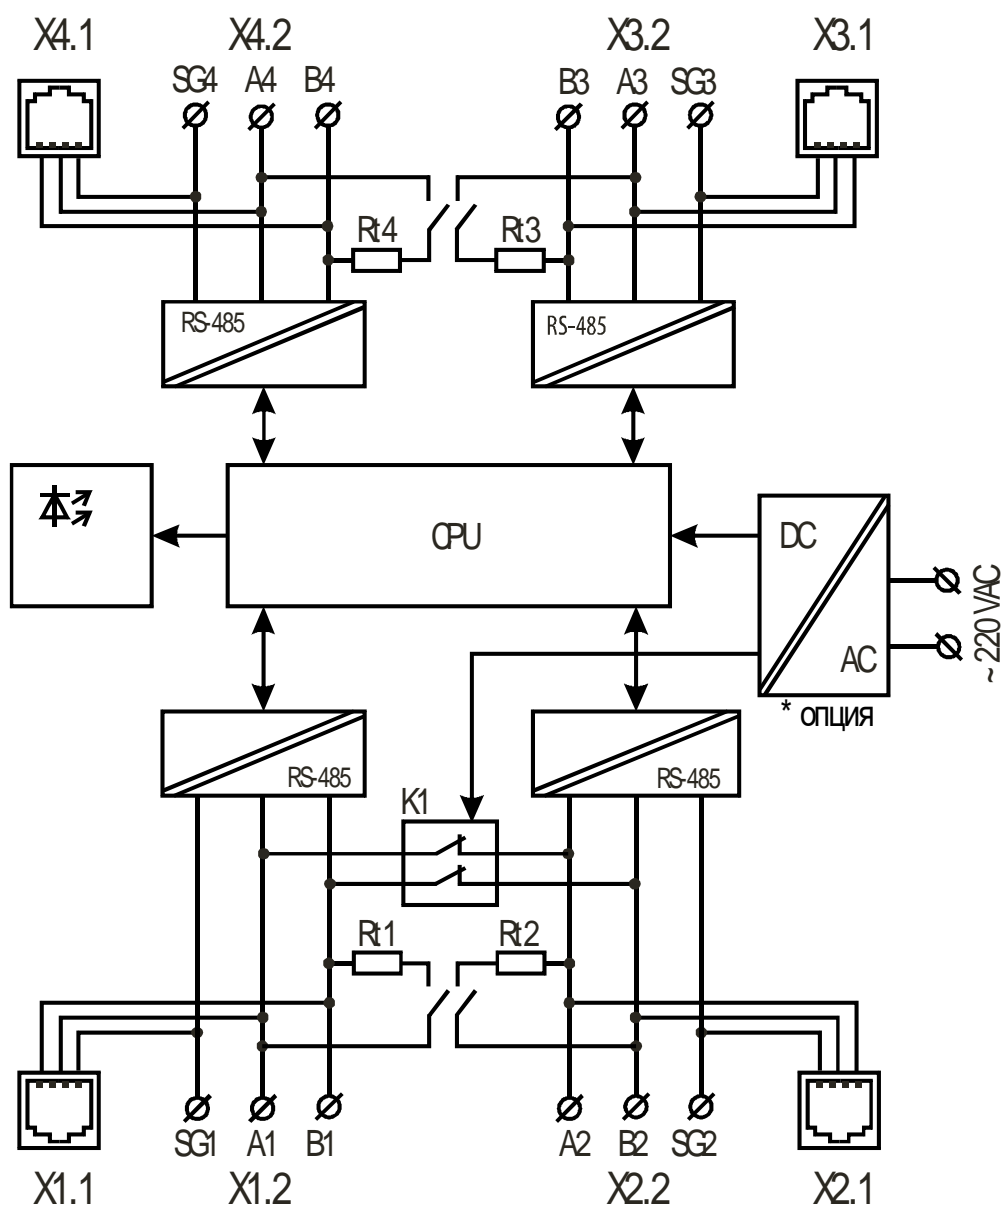 X4.1 X4.2 X3.2 X3.1
SG4 A4 B4 B3 A3 SG3
Rt4 Rt3
RS-485 RS-485
CPU
DC
AC
~ 220 VAC
* опция
RS-485 RS-485
K1
Rt1 Rt2
SG1 A1 B1 A2 B2 SG2
X1.1 X1.2 X2.2 X2.1